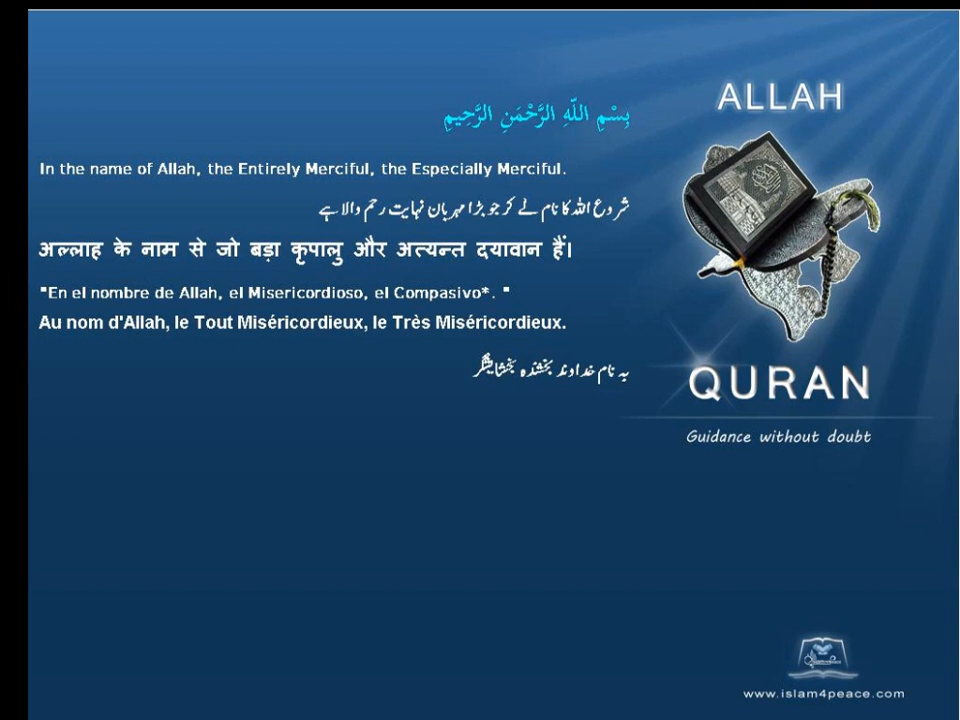 بِسْمِ اللّهِ الرَّحْمَنِ الرَّحِيمِ
In the name of Allah, the Entirely Merciful, the Especially Merciful.
شروع اللہ کا نام لے کر جو بڑا مہربان نہایت رحم والا ہے
अल्लाह के नाम से जो बड़ा कृपालु और अत्यन्त दयावान हैं।
"En el nombre de Allah, el Misericordioso, el Compasivo*. "
Au nom d'Allah, le Tout Miséricordieux, le Très Miséricordieux.
به نام خداوند بخشنده بخشایشگر
ALLAH
QURAN
Guidance without doubt
www.islam4peace.com